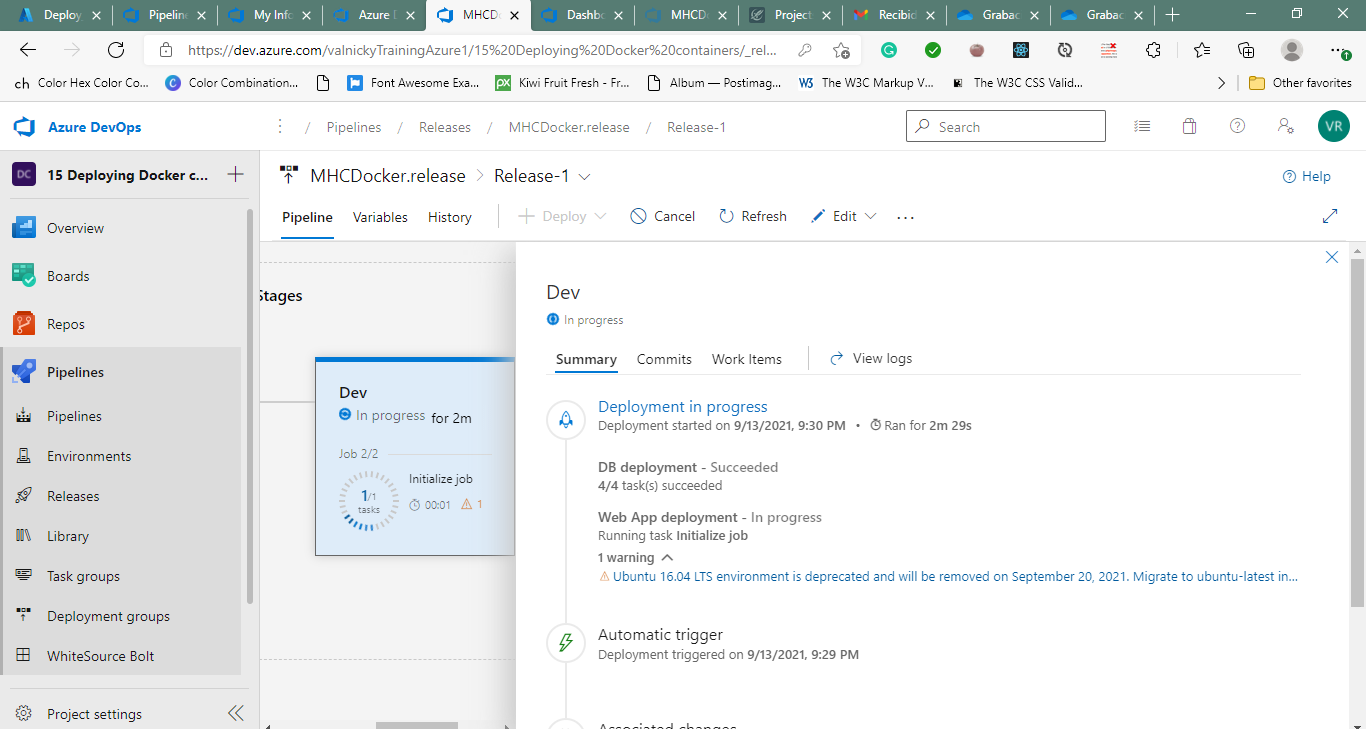 Deploy
Pipelin
My Info
Azure D
MHCD
Dashbo
MHCD
Project
Recibid
Grabac
Grabac
https://dev.azure.com/valnickyTrainingAzure1/15%20Deploying%20Docker%20containers/_rel...
ch Color Hex Color Co...
Color Combination...
Font Awesome Exa...
px Kiwi Fruit Fresh - Fr...
Album — Postimag...
W3 The W3C Markup V...
The W3C CSS Valid...
Other favorites
Azure DevOps
/ Pipelines / Releases / MHCDocker.release / Release-1
Search
VR
DC 15 Deploying Docker c...
MHCDocker.release > Release-1
Help
Pipeline Variables History
Deploy Cancel Refresh Edit ...
Overview
Boards
Repos
Pipelines
Pipelines
Environments
Releases
Library
Task groups
Deployment groups
WhiteSource Bolt
Project settings
Stages
Dev
In progress for 2m
Job 2/2
1/1
tasks
Initialize job
00:01 1
Dev
In progress
Summary Commits Work Items View logs
Deployment in progress
Deployment started on 9/13/2021, 9:30 PM • Ran for 2m 29s
DB deployment - Succeeded
4/4 task(s) succeeded
Web App deployment - In progress
Running task Initialize job
1 warning
Ubuntu 16.04 LTS environment is deprecated and will be removed on September 20, 2021. Migrate to ubuntu-latest in...
Automatic trigger
Deployment triggered on 9/13/2021, 9:29 PM
Associated changes